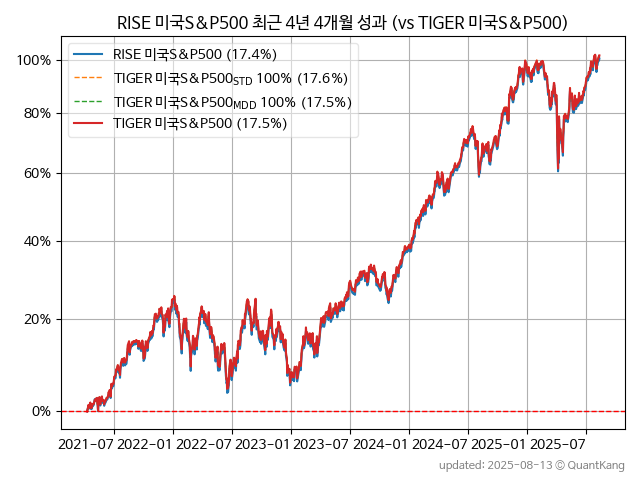 RISE 미국S&P500 최근 4년 4개월 성과 (vs TIGER 미국S&P500)
RISE 미국S&P500 (17.4%)
TIGER 미국S&P500STD 100% (17.6%)
TIGER 미국S&P500MDD 100% (17.5%)
TIGER 미국S&P500 (17.5%)
100%
80%
60%
40%
20%
0%
2021-07 2022-01 2022-07 2023-01 2023-07 2024-01 2024-07 2025-01 2025-07
updated: 2025-08-13 © QuantKang